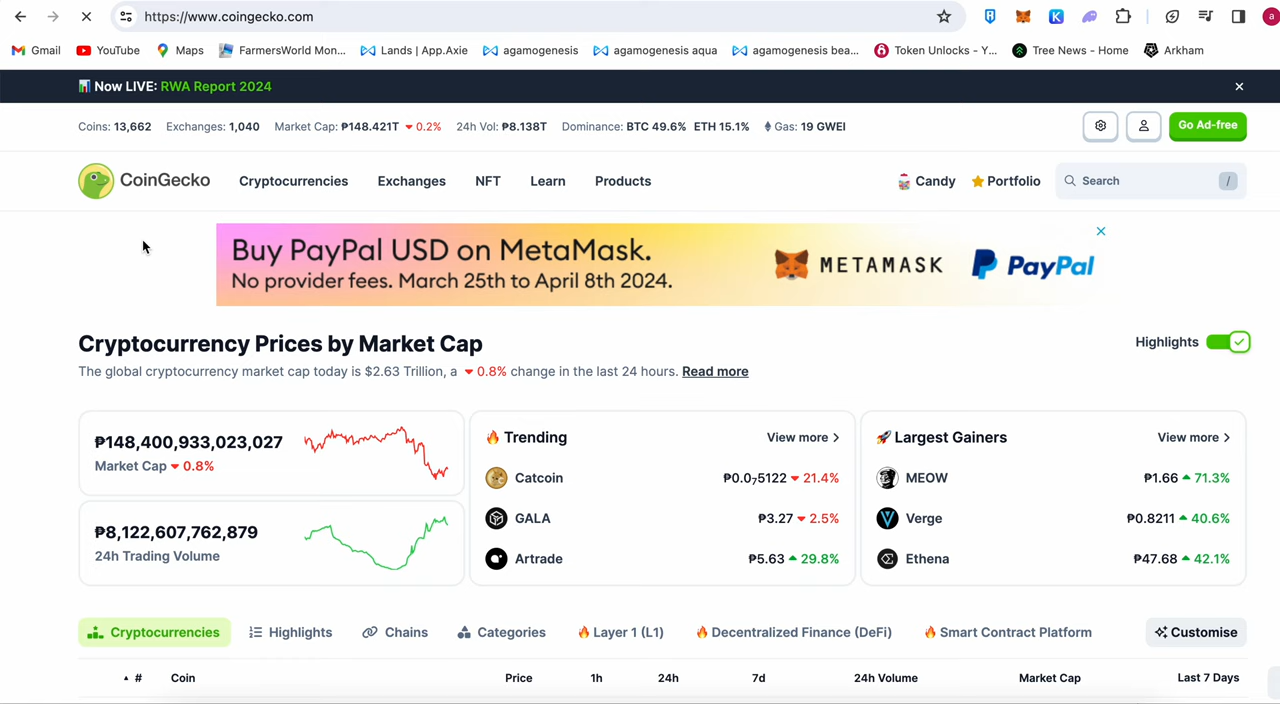 https://www.coingecko.com
a
Gmail YouTube Maps FarmersWorld Mon... Lands | App.Axie agamogenesis agamogenesis aqua agamogenesis bea... Token Unlocks - Y... Tree News - Home Arkham
Now LIVE: RWA Report 2024
Coins: 13,662 Exchanges: 1,040 Market Cap: ₱148.421T 0.2% 24h Vol: ₱8.138T Dominance: BTC 49.6% ETH 15.1% Gas: 19 GWEI
Go Ad-free
CoinGecko Cryptocurrencies Exchanges NFT Learn Products Candy Portfolio Search /
Buy PayPal USD on MetaMask.
No provider fees. March 25th to April 8th 2024.
METAMASK PayPal
Cryptocurrency Prices by Market Cap
Highlights
The global cryptocurrency market cap today is $2.63 Trillion, a 0.8% change in the last 24 hours. Read more
₱148,400,933,023,027
Market Cap 0.8%
₱8,122,607,762,879
24h Trading Volume
Trending View more
Catcoin ₱0.0₇5122 21.4%
GALA ₱3.27 2.5%
Artrade ₱5.63 29.8%
Largest Gainers View more
MEOW ₱1.66 71.3%
Verge ₱0.8211 40.6%
Ethena ₱47.68 42.1%
Cryptocurrencies Highlights Chains Categories Layer 1 (L1) Decentralized Finance (DeFi) Smart Contract Platform Customise
# Coin Price 1h 24h 7d 24h Volume Market Cap Last 7 Days